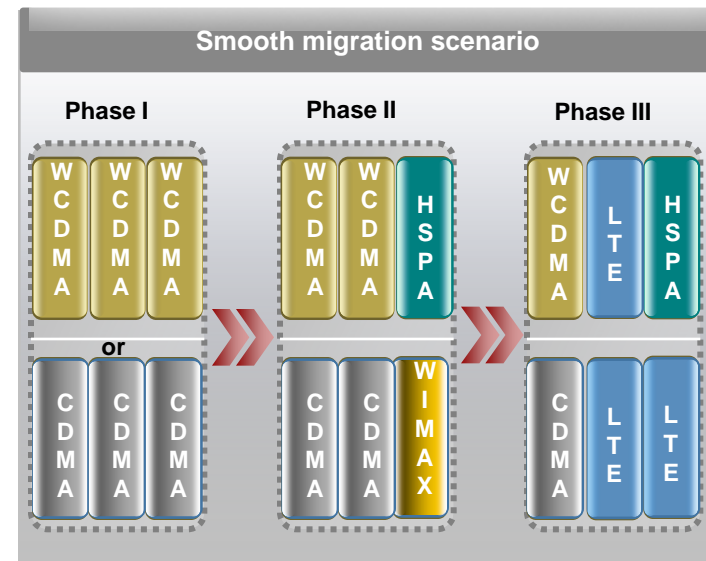 Smooth migration scenario
Phase I
Phase II
Phase III
WCDMA
WCDMA
WCDMA
WCDMA
WCDMA
HSPA
WCDMA
LTE
HSPA
or
CDMA
CDMA
CDMA
CDMA
CDMA
WIMAX
CDMA
LTE
LTE